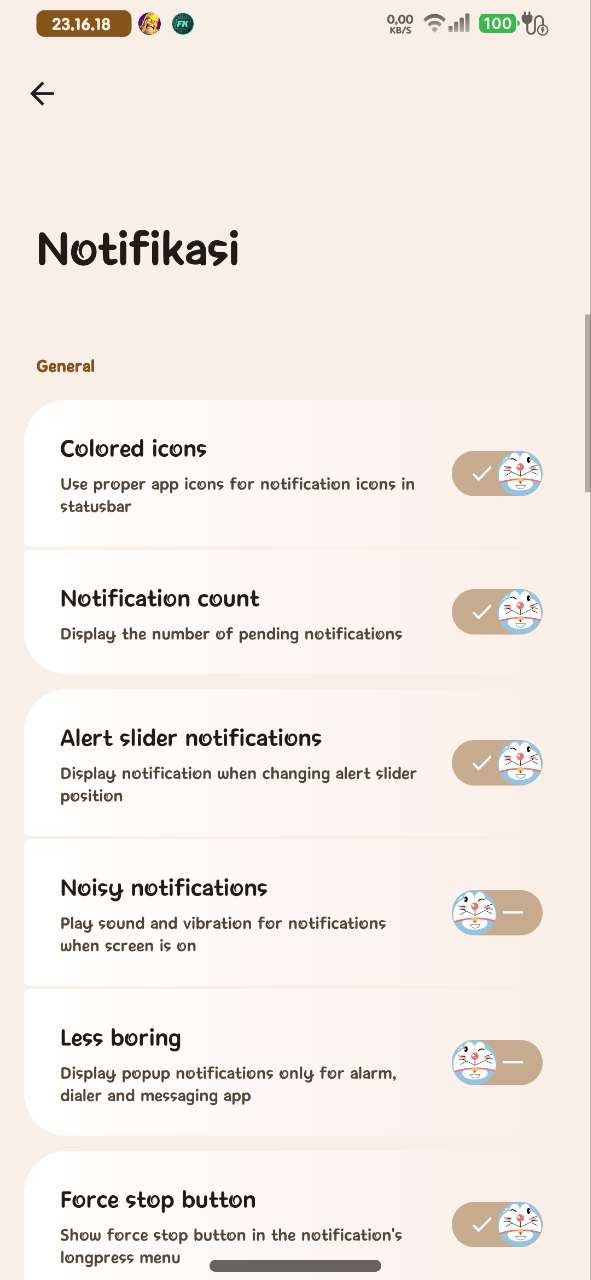 23.16.18
FK
0,00
KB/S
100
Notifikasi
General
Colored icons
Use proper app icons for notification icons in
statusbar
Notification count
Display the number of pending notifications
Alert slider notifications
Display notification when changing alert slider
position
Noisy notifications
Play sound and vibration for notifications
when screen is on
Less boring
Display popup notifications only for alarm,
dialer and messaging app
Force stop button
Show force stop button in the notification's
longpress menu